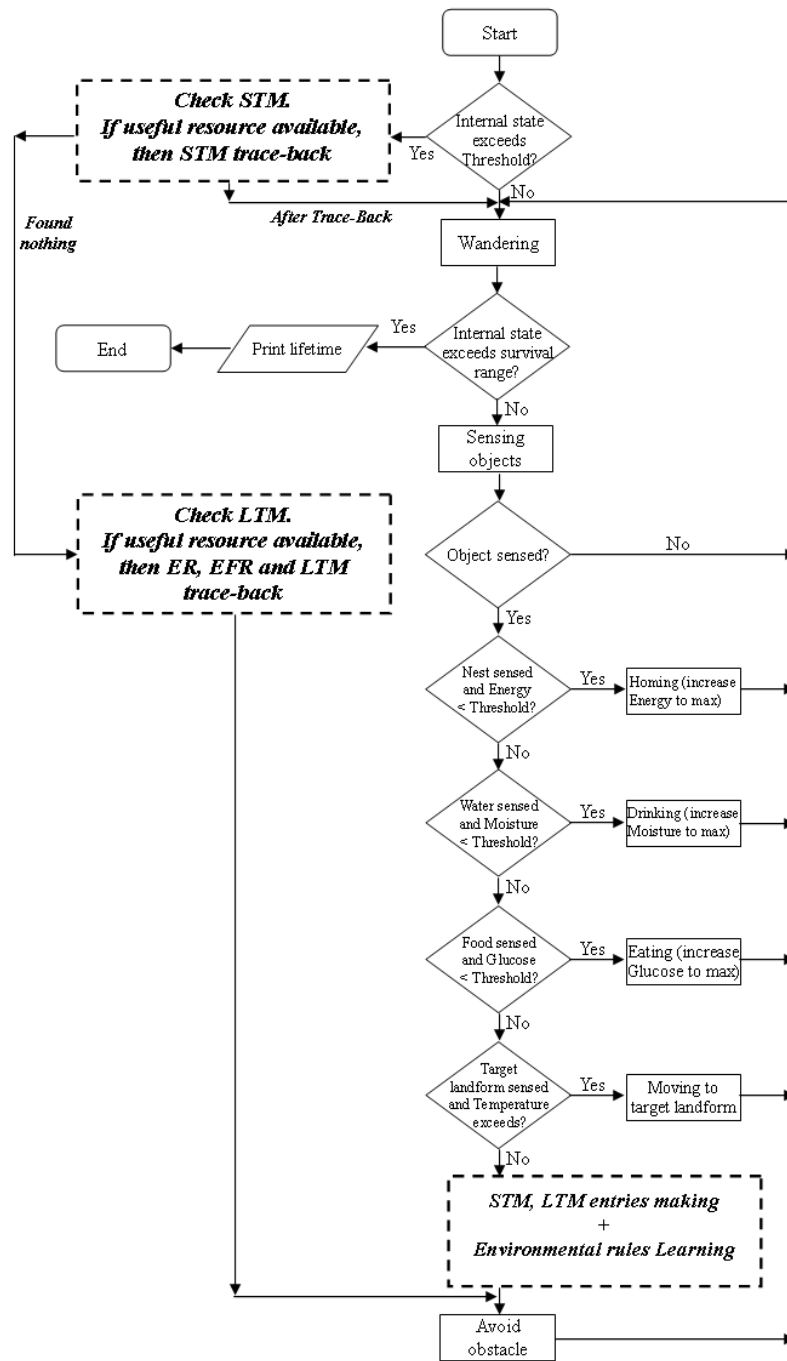 Start
Check STM.
If useful resource available,
then STM trace-back
Internal state
exceeds
Threshold?
Yes
No
After Trace-Back
Found
nothing
Wandering
Internal state
exceeds survival
range?
Yes
Print lifetime
End
No
Sensing
objects
Check LTM.
If useful resource available,
then ER, EFR and LTM
trace-back
Object sensed?
No
Yes
Nest sensed
and Energy
< Threshold?
Yes
Homing (increase
Energy to max)
No
Water sensed
and Moisture
< Threshold?
Yes
Drinking (increase
Moisture to max)
No
Food sensed
and Glucose
< Threshold?
Yes
Eating (increase
Glucose to max)
No
Target
landform sensed
and Temperature
exceeds?
Yes
Moving to
target landform
No
STM, LTM entries making
+
Environmental rules Learning
Avoid
obstacle